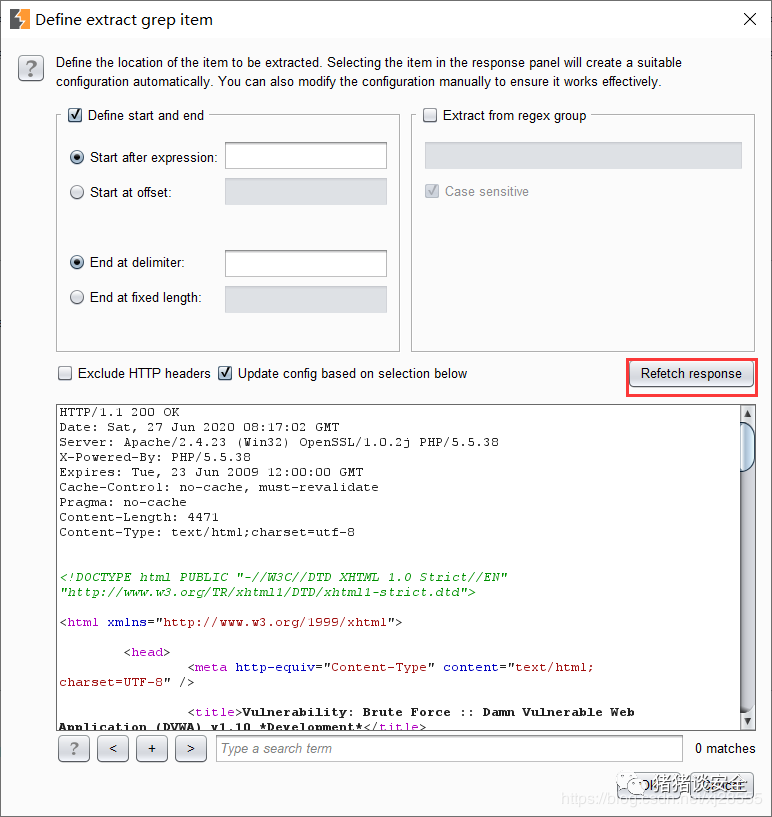 Define extract grep item
Define the location of the item to be extracted. Selecting the item in the response panel will create a suitable
configuration automatically. You can also modify the configuration manually to ensure it works effectively.
Define start and end
Start after expression:
Start at offset:
End at delimiter:
End at fixed length:
Extract from regex group
Case sensitive
Exclude HTTP headers
Update config based on selection below
Refetch response
HTTP/1.1 200 OK
Date: Sat, 27 Jun 2020 08:17:02 GMT
Server: Apache/2.4.23 (Win32) OpenSSL/1.0.2j PHP/5.5.38
X-Powered-By: PHP/5.5.38
Expires: Tue, 23 Jun 2009 12:00:00 GMT
Cache-Control: no-cache, must-revalidate
Pragma: no-cache
Content-Length: 4471
Content-Type: text/html;charset=utf-8
<!DOCTYPE html PUBLIC "-//W3C//DTD XHTML 1.0 Strict//EN"
"http://www.w3.org/TR/xhtml1/DTD/xhtml1-strict.dtd">
<html xmlns="http://www.w3.org/1999/xhtml">
<head>
<meta http-equiv="Content-Type" content="text/html;
charset=UTF-8" />
<title>Vulnerability: Brute Force :: Damn Vulnerable Web
Application (DVWA) v1.10 *Development*</title>
? < + > Type a search term 0 matches
猪猪谈安全